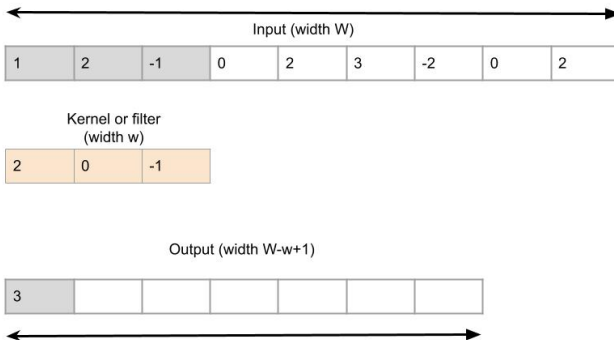 Input (width W)
1 2 -1 0 2 3 -2 0 2
Kernel or filter
(width w)
2 0 -1
Output (width W-w+1)
3